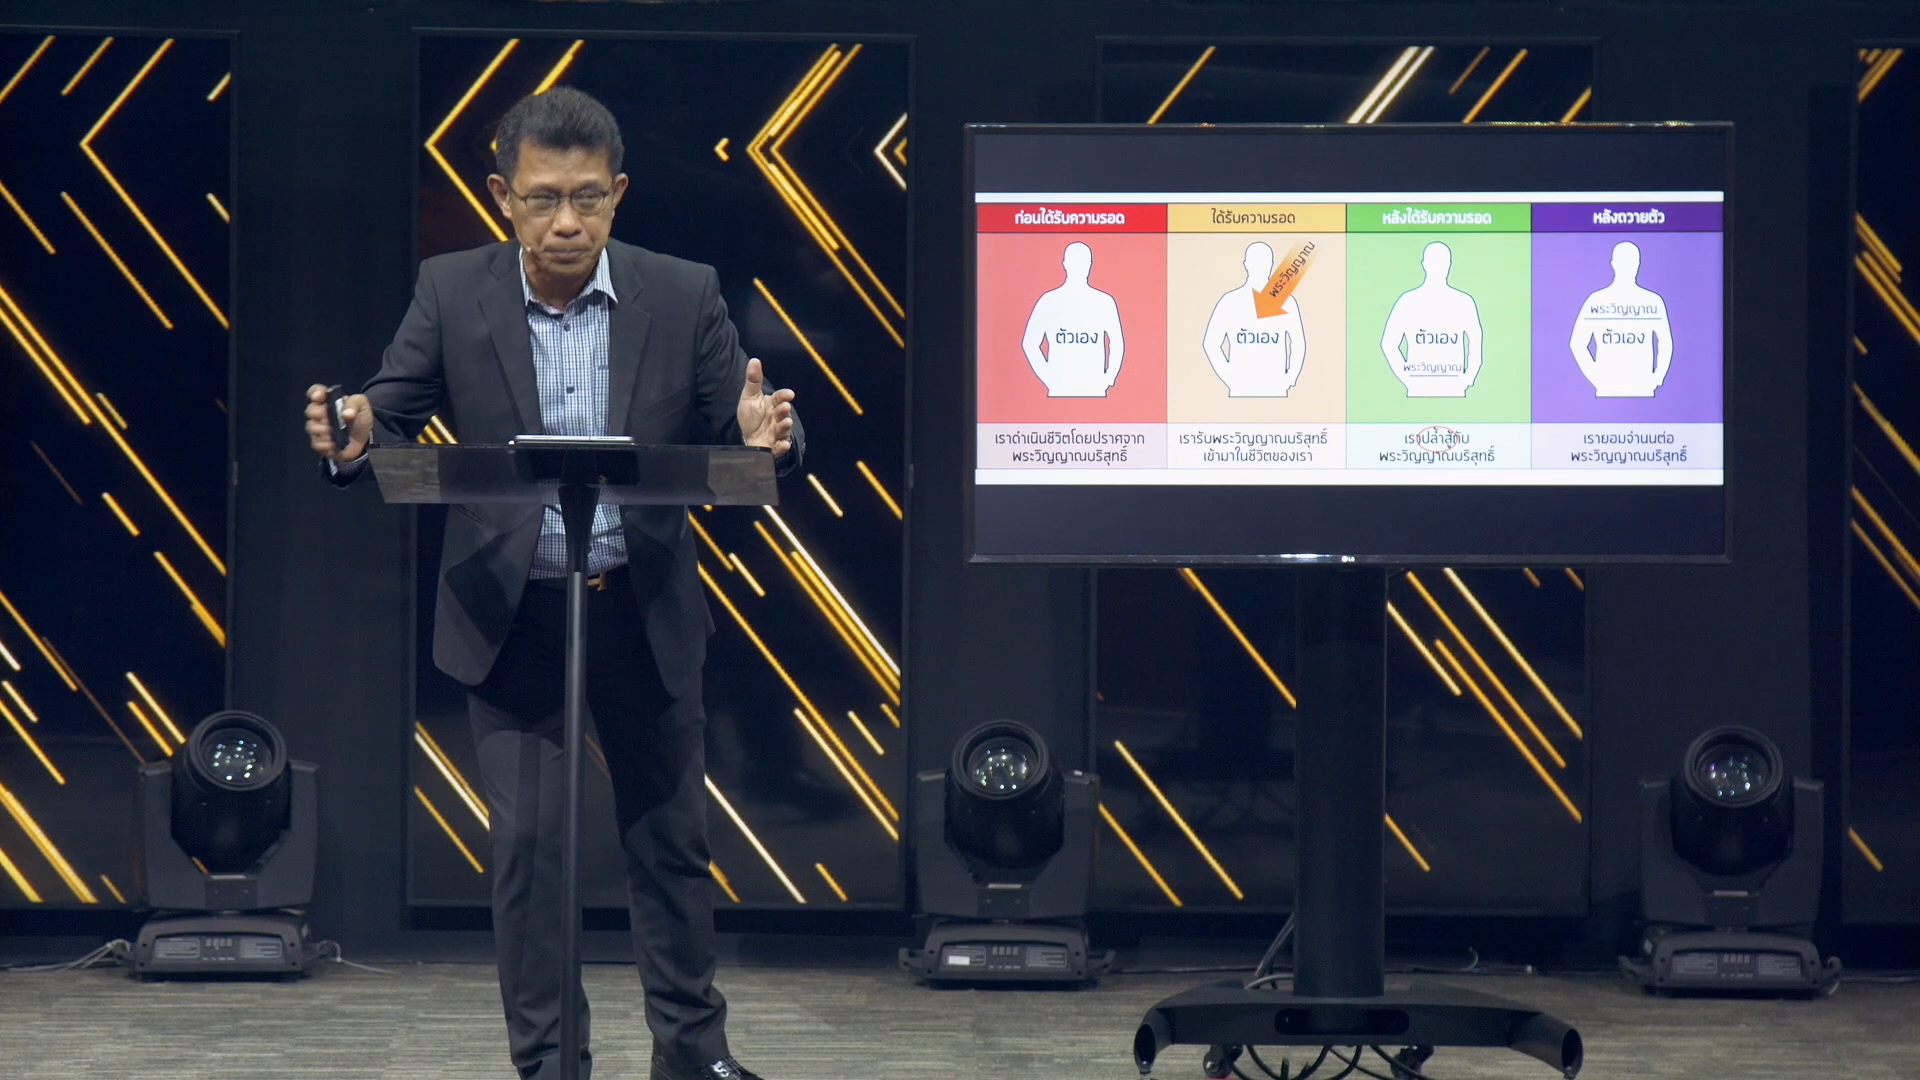 ก่อนได้รับความรอด
ได้รับความรอด
หลังได้รับความรอด
หลังถวายตัว
ตัวเอง
พระวิญญาณ
ตัวเอง
ตัวเอง
พระวิญญาณ
พระวิญญาณ
ตัวเอง
เราดำเนินชีวิตโดยปราศจาก
พระวิญญาณบริสุทธิ์
เรารับพระวิญญาณบริสุทธิ์
เข้ามาในชีวิตของเรา
เราปล้ำสู้กับ
พระวิญญาณบริสุทธิ์
เรายอมจำนนต่อ
พระวิญญาณบริสุทธิ์
LG